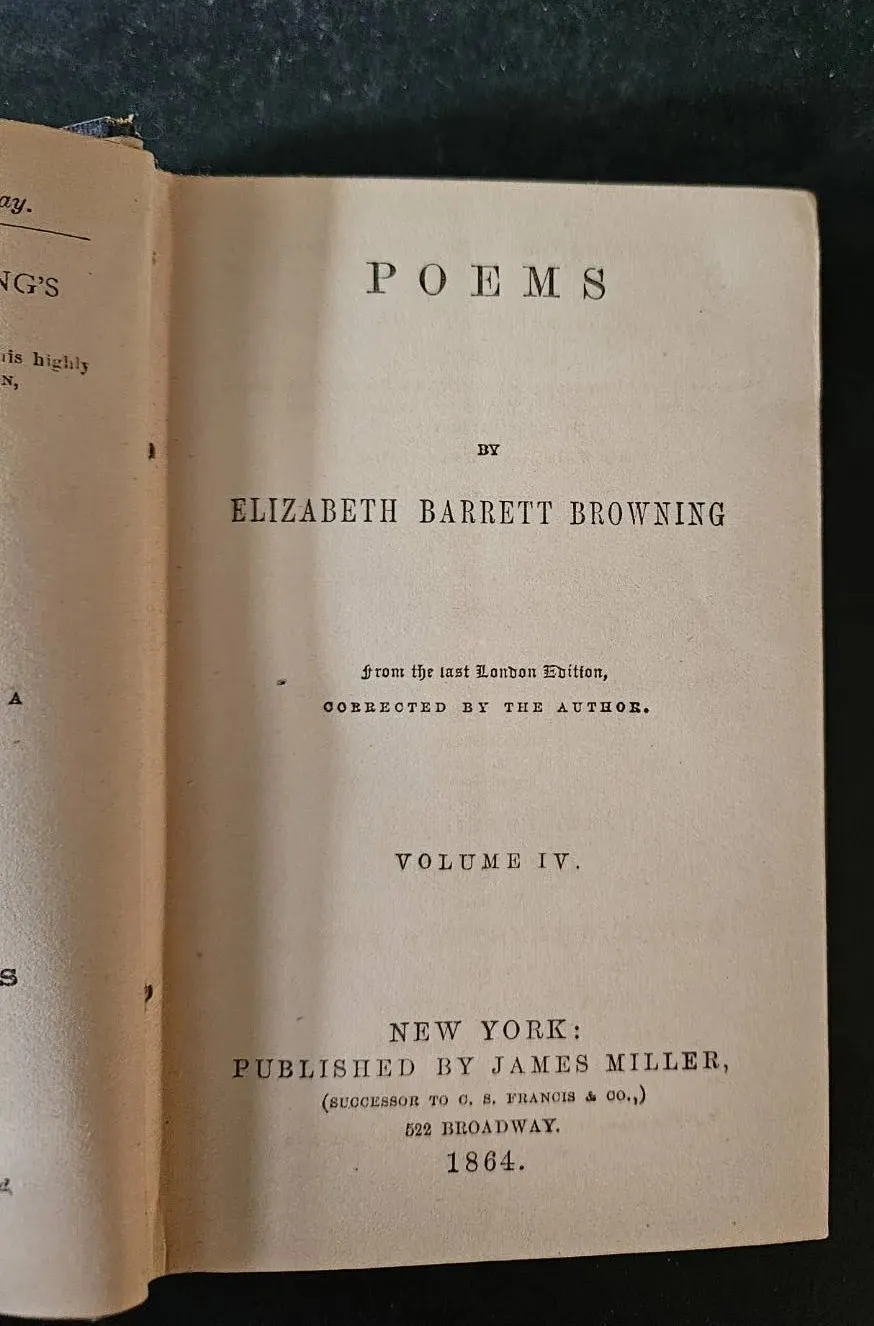 ay.
NG'S
his highly
N,
A
S
d,
POEMS
BY
ELIZABETH BARRETT BROWNING
From the last London Edition,
CORRECTED BY THE AUTHOR.
VOLUME IV.
NEW YORK:
PUBLISHED BY JAMES MILLER,
(SUCCESSOR TO C. S. FRANCIS & CO.,)
522 BROADWAY.
1864.